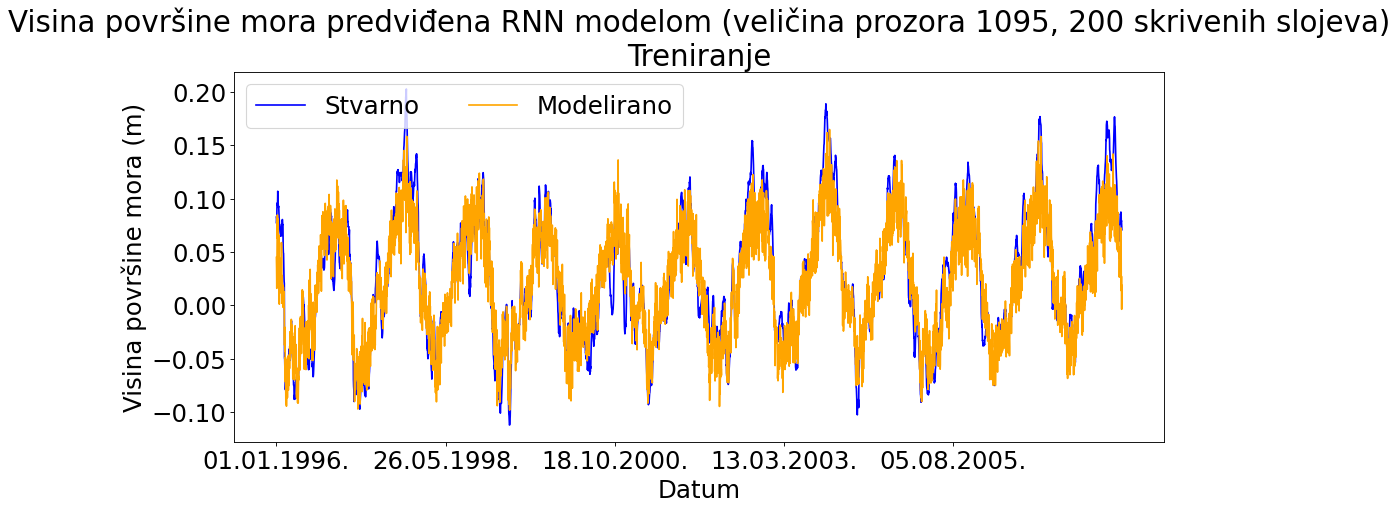 Visina površine mora predviđena RNN modelom (veličina prozora 1095, 200 skrivenih slojeva)
Treniranje
Stvarno
Modelirano
Visina površine mora (m)
0.20
0.15
0.10
0.05
0.00
−0.05
−0.10
01.01.1996.
26.05.1998.
18.10.2000.
13.03.2003.
05.08.2005.
Datum